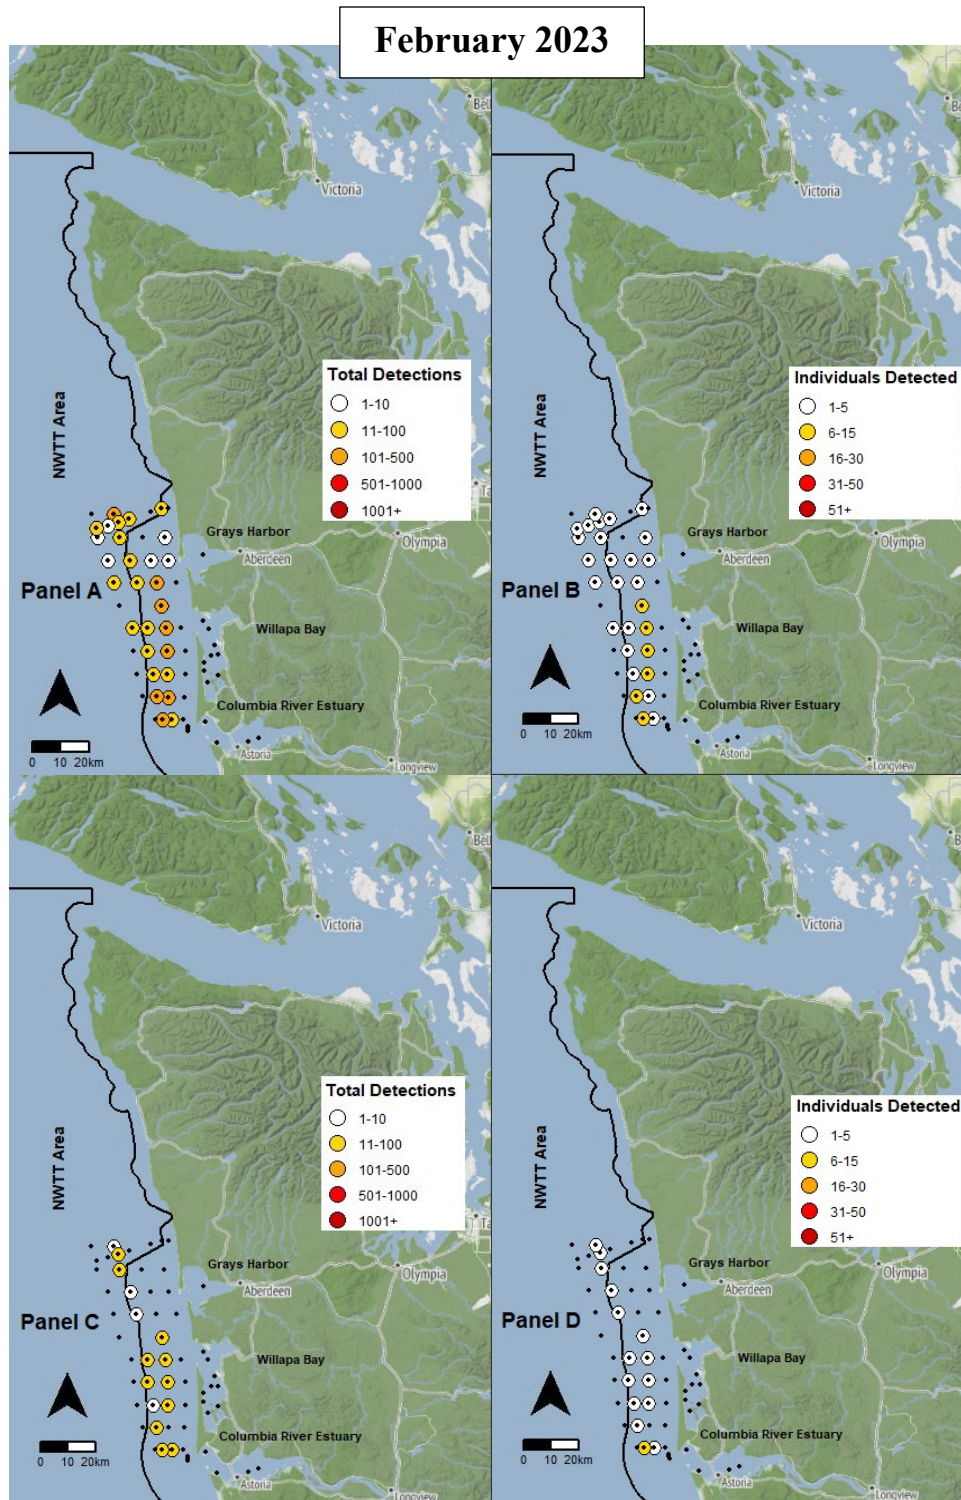 February 2023
Bel
Victoria
NWTT Area
Total Detections
1-10
11-100
101-500
501-1000
1001+
Ta
Grays Harbor
Aberdeen
Olympia
Panel A
Willapa Bay
Columbia River Estuary
0 10 20km
Astoria
Longview
B
Victoria
NWTT Area
Individuals Detected
1-5
6-15
16-30
31-50
51+
Grays Harbor
Aberdeen
Olympia
Panel B
Willapa Bay
Columbia River Estuary
0 10 20km
Astoria
Longview
Bel
Victoria
NWTT Area
Total Detections
1-10
11-100
101-500
501-1000
1001+
Ta
Grays Harbor
Aberdeen
Olympia
Panel C
Willapa Bay
Columbia River Estuary
0 10 20km
Astoria
Longview
B
Victoria
NWTT Area
Individuals Detected
1-5
6-15
16-30
31-50
51+
Grays Harbor
Aberdeen
Olympia
Panel D
Willapa Bay
Columbia River Estuary
0 10 20km
Astoria
Longview